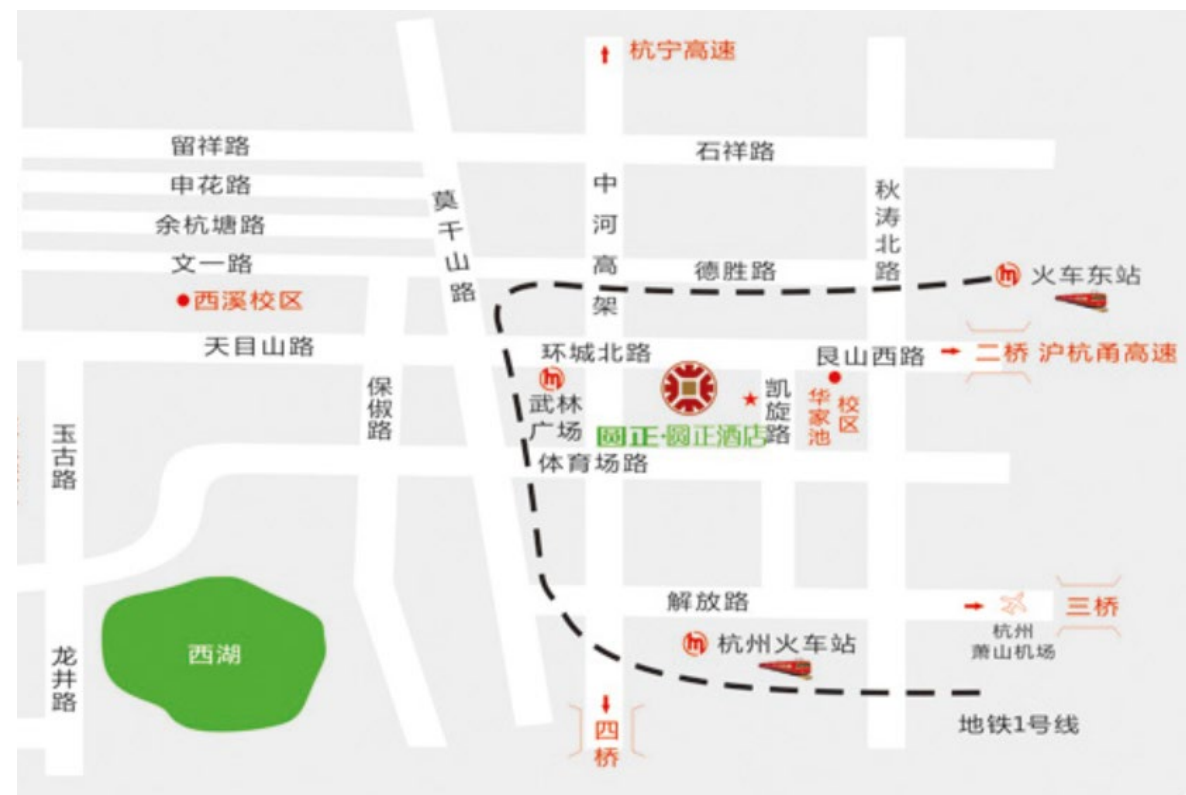 杭宁高速
留祥路
石祥路
申花路
中河高架
秋涛北路
莫干山路
余杭塘路
文一路
德胜路
火车东站
西溪校区
天目山路
环城北路
艮山西路
二桥 沪杭甬高速
保俶路
武林
广场
凯旋路
华家池
校区
圆正·圆正酒店
玉古路
体育场路
解放路
三桥
杭州
萧山机场
西湖
杭州火车站
龙井路
四桥
地铁1号线